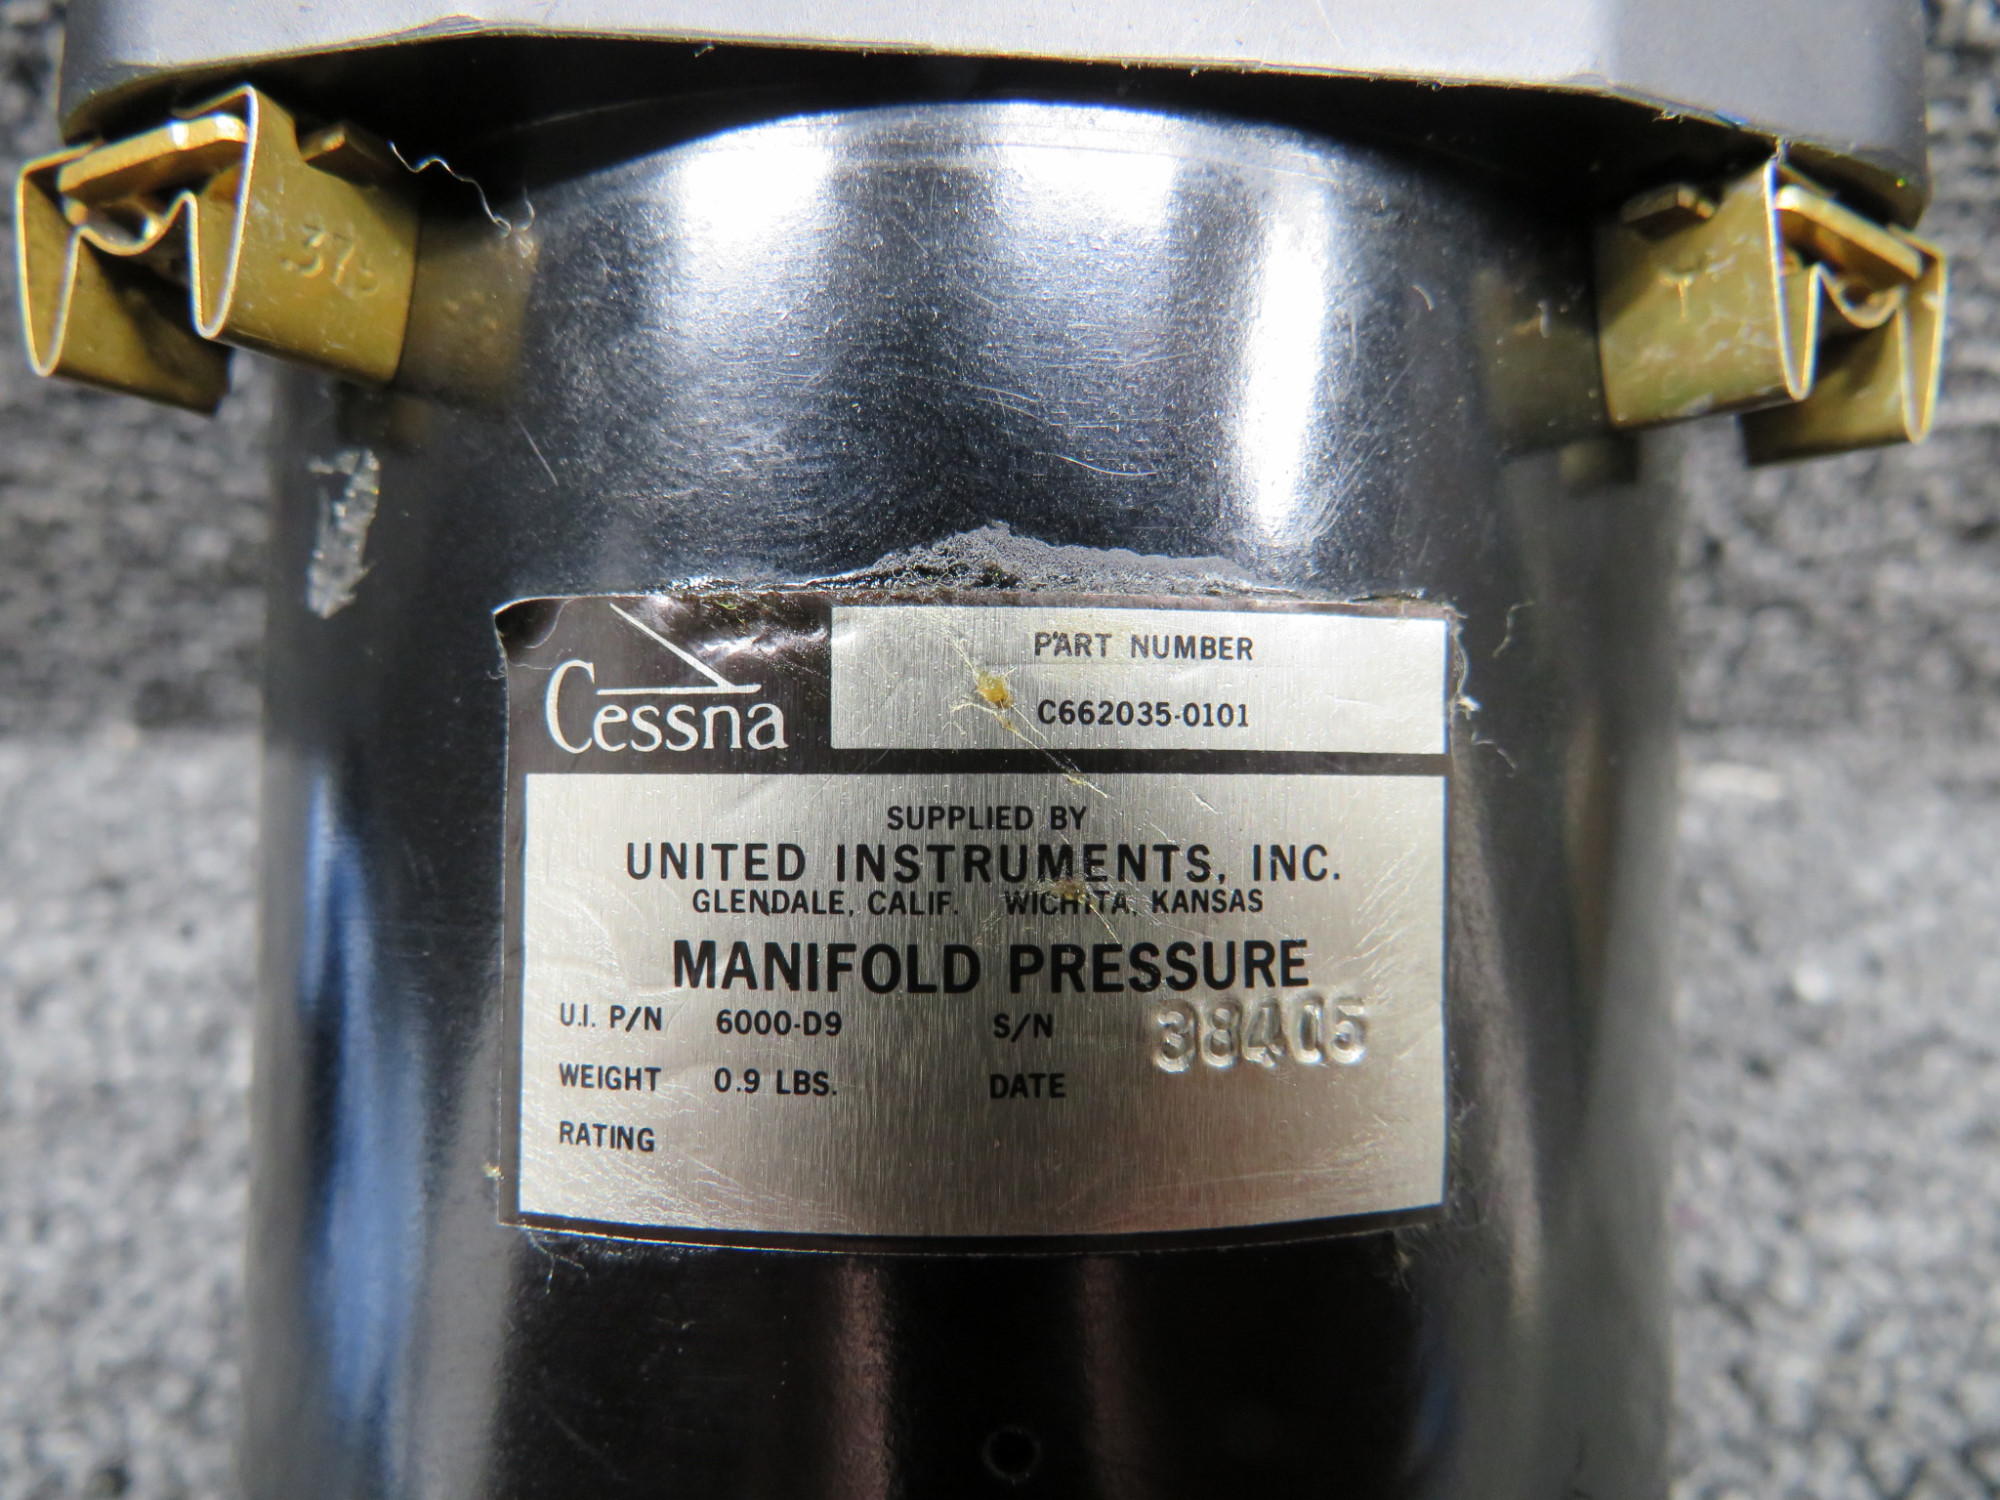 Cessna
PART NUMBER
C662035-0101
SUPPLIED BY
UNITED INSTRUMENTS, INC.
GLENDALE, CALIF. WICHITA, KANSAS
MANIFOLD PRESSURE
U.I. P/N 6000-D9 S/N 38405
WEIGHT 0.9 LBS. DATE
RATING